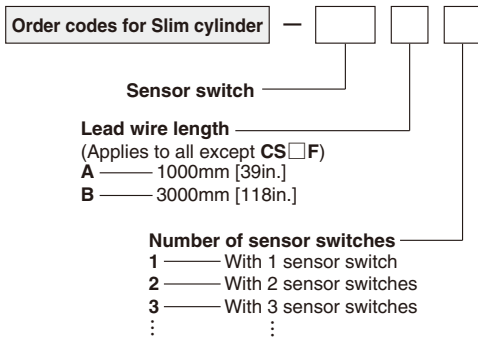 Order codes for Slim cylinder —
Sensor switch
Lead wire length
(Applies to all except CS□F)
A — 1000mm [39in.]
B — 3000mm [118in.]
Number of sensor switches
1 — With 1 sensor switch
2 — With 2 sensor switches
3 — With 3 sensor switches
⋮ ⋮